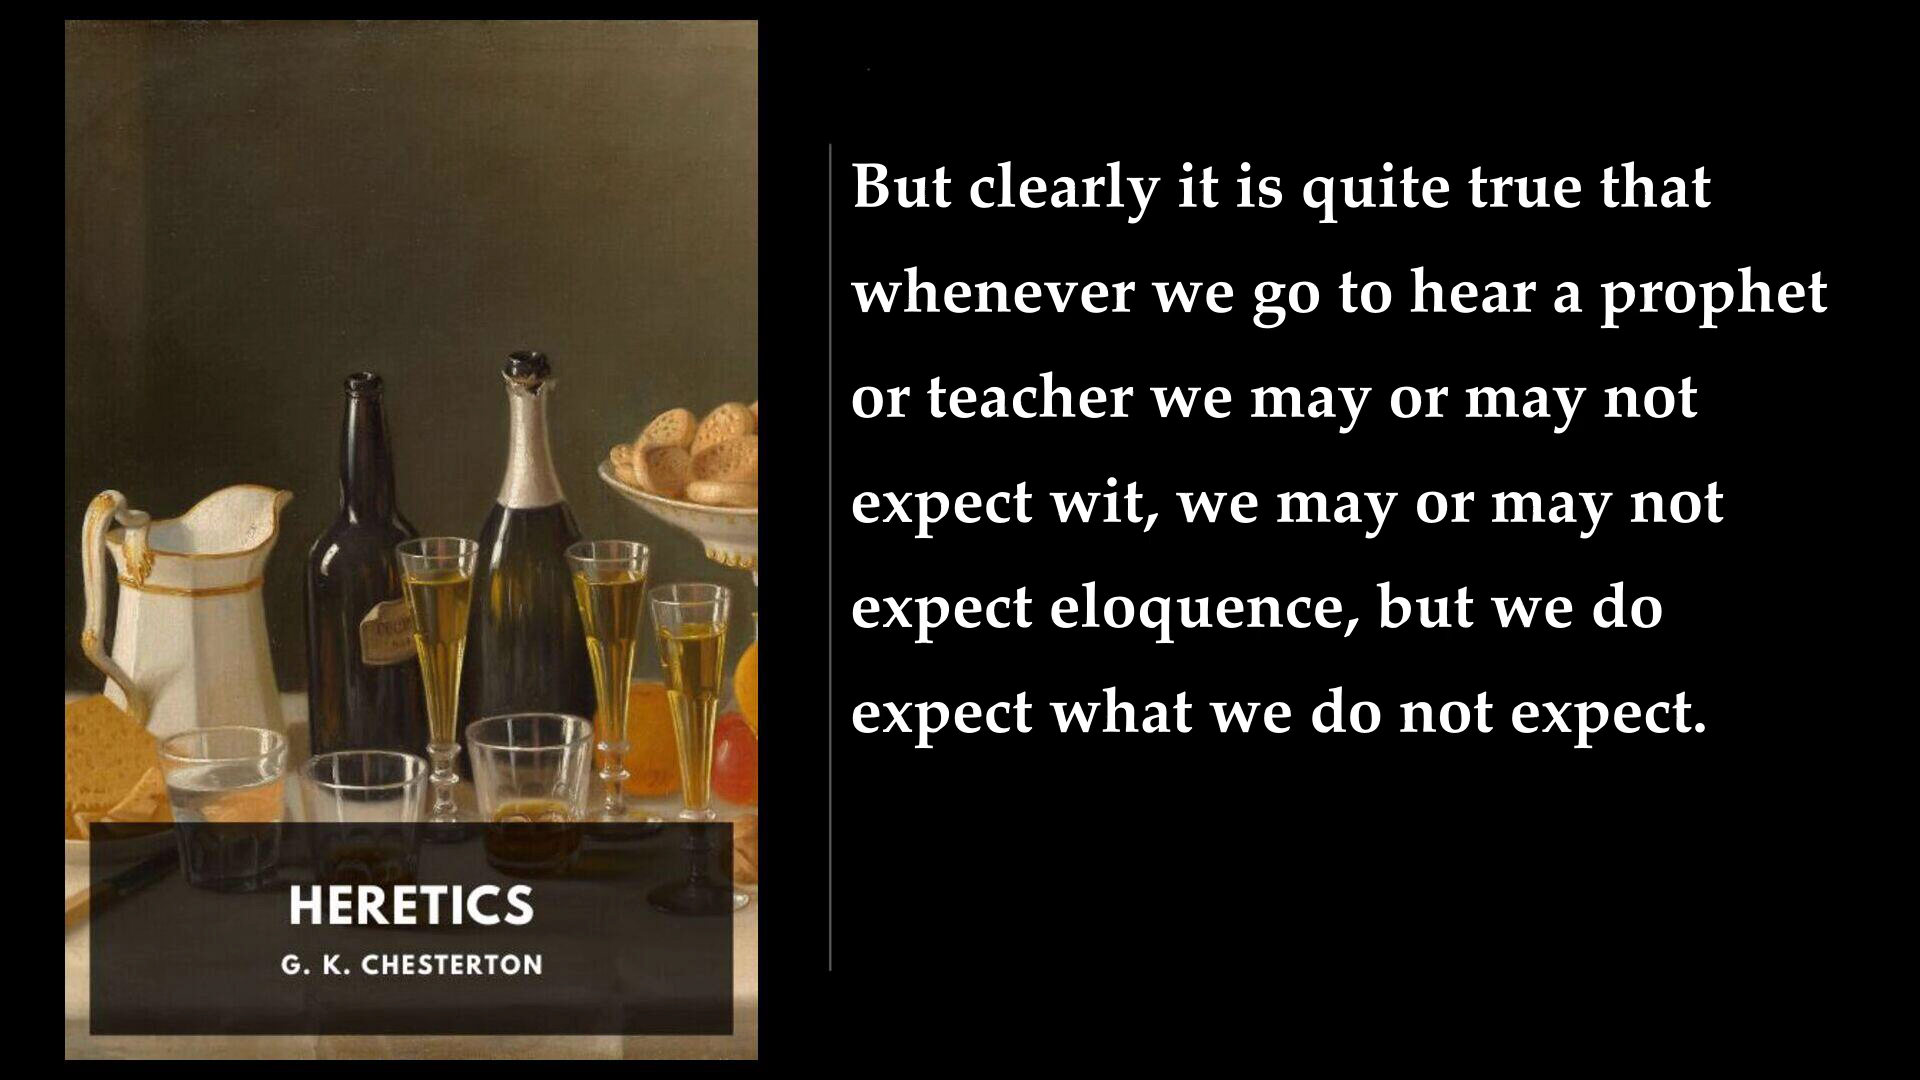 But clearly it is quite true that
whenever we go to hear a prophet
or teacher we may or may not
expect wit, we may or may not
expect eloquence, but we do
expect what we do not expect.
HERETICS
G. K. CHESTERTON